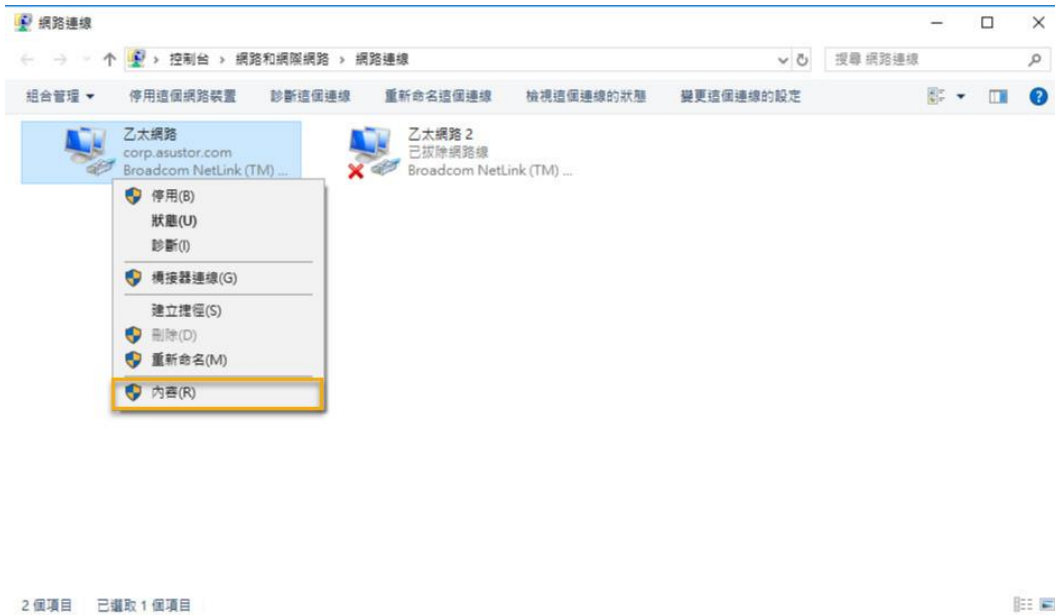 網路連線
控制台 › 網路和網際網路 › 網路連線
搜尋 網路連線
組合管理 停用這個網路裝置 診斷這個連線 重新命名這個連線 檢視這個連線的狀態 變更這個連線的設定
乙太網路
corp.asustor.com
Broadcom NetLink (TM) ...
乙太網路 2
已拔除網路線
Broadcom NetLink (TM) ...
停用(B)
狀態(U)
診斷(I)
橋接器連線(G)
建立捷徑(S)
刪除(D)
重新命名(M)
內容(R)
2 個項目 已選取 1 個項目